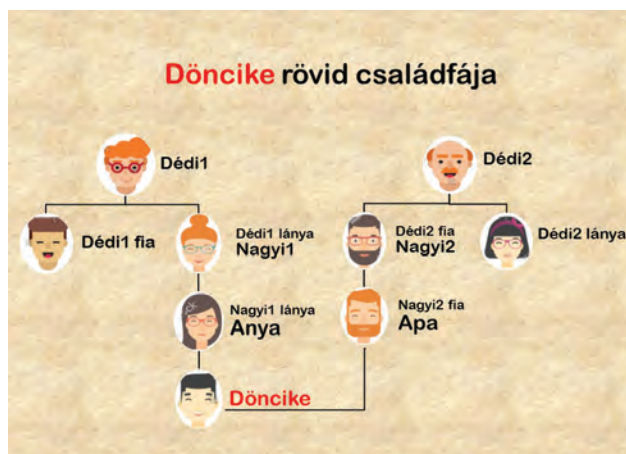 Döncike rövid családfája
Dédi1
Dédi2
Dédi1 fia
Dédi1 lánya
Nagyi1
Dédi2 fia
Nagyi2
Dédi2 lánya
Nagyi1 lánya
Anya
Nagyi2 fia
Apa
Döncike